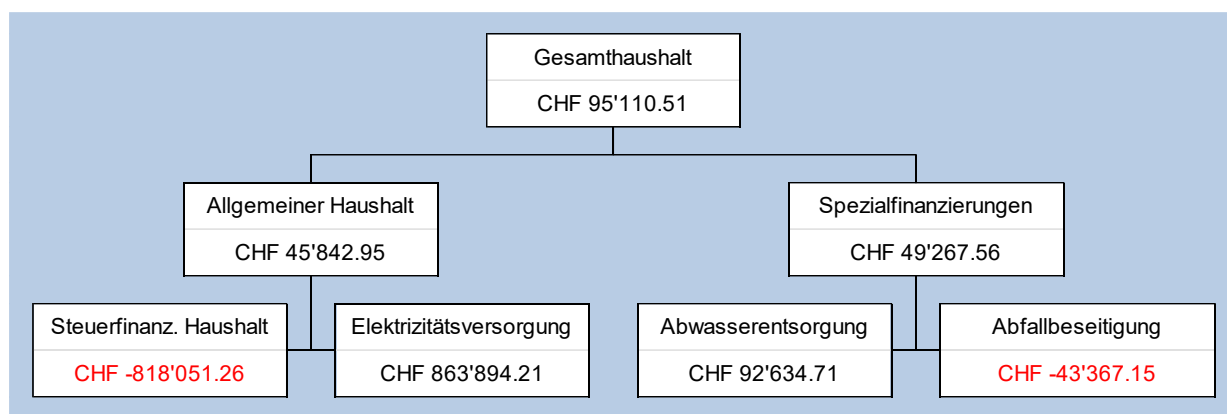 Gesamthaushalt
CHF 95'110.51
Allgemeiner Haushalt
CHF 45'842.95
Spezialfinanzierungen
CHF 49'267.56
Steuerfinanz. Haushalt
CHF -818'051.26
Elektrizitätsversorgung
CHF 863'894.21
Abwasserentsorgung
CHF 92'634.71
Abfallbeseitigung
CHF -43'367.15